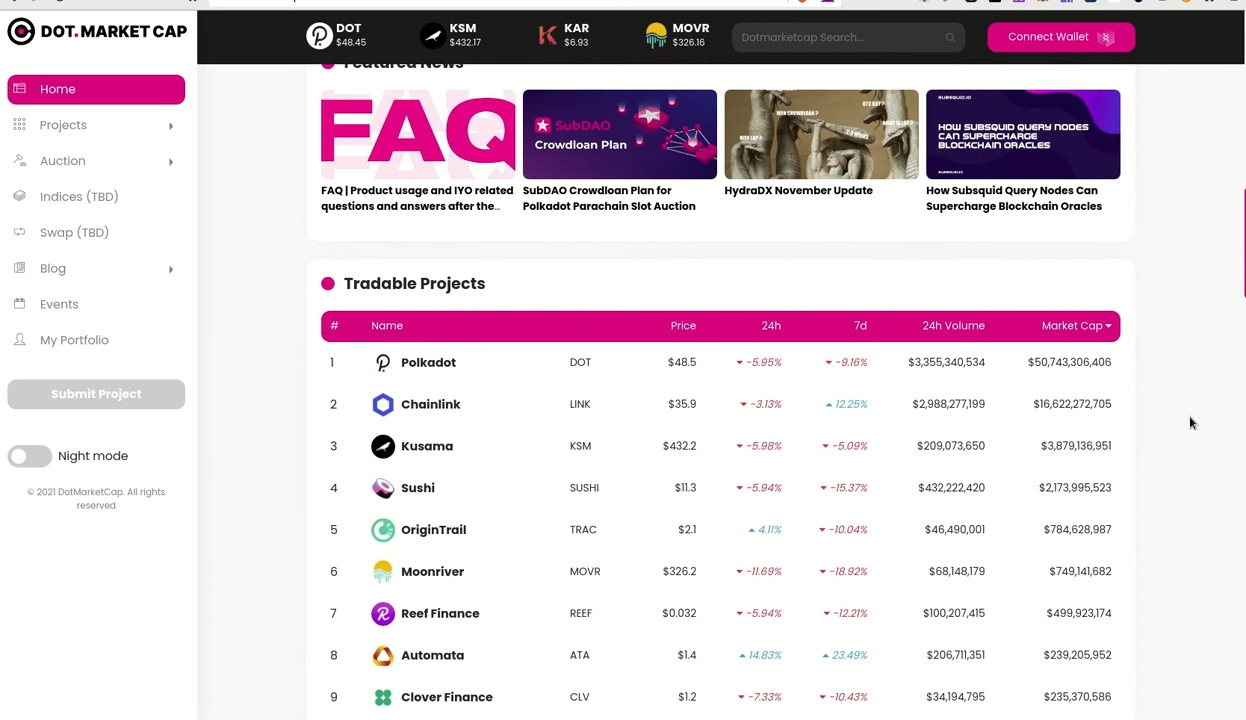 DOT.MARKET CAP
DOT
$48.45
KSM
$432.17
KAR
$6.93
MOVR
$326.16
Dotmarketcap Search...
Connect Wallet
Home
Projects
Auction
Indices (TBD)
Swap (TBD)
Blog
Events
My Portfolio
Submit Project
Night mode
© 2021 DotMarketCap. All rights
reserved
Featured News
FAQ
SubDAO
Crowdloan Plan
WEN LBP ?
WEN CROWDLOAN ?
2-3 WEEKS
SUBSQUID.IO
HOW SUBSQUID QUERY NODES
CAN SUPERCHARGE
BLOCKCHAIN ORACLES
SUBSQUID.IO
FAQ | Product usage and IYO related
questions and answers after the...
SubDAO Crowdloan Plan for
Polkadot Parachain Slot Auction
HydraDX November Update
How Subsquid Query Nodes Can
Supercharge Blockchain Oracles
Tradable Projects
# Name Price 24h 7d 24h Volume Market Cap
1 Polkadot DOT $48.5 -5.95% -9.16% $3,355,340,534 $50,743,306,406
2 Chainlink LINK $35.9 -3.13% 12.25% $2,988,277,199 $16,622,272,705
3 Kusama KSM $432.2 -5.98% -5.09% $209,073,650 $3,879,136,951
4 Sushi SUSHI $11.3 -5.94% -15.37% $432,222,420 $2,173,995,523
5 OriginTrail TRAC $2.1 4.11% -10.04% $46,490,001 $784,628,987
6 Moonriver MOVR $326.2 -11.69% -18.92% $68,148,179 $749,141,682
7 Reef Finance REEF $0.032 -5.94% -12.21% $100,207,415 $499,923,174
8 Automata ATA $1.4 14.83% 23.49% $206,711,351 $239,205,952
9 Clover Finance CLV $1.2 -7.33% -10.43% $34,194,795 $235,370,586